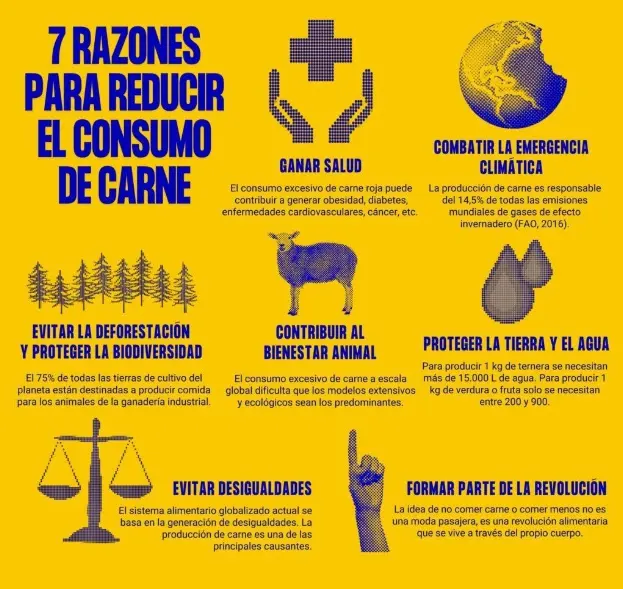 7 RAZONES
PARA REDUCIR
EL CONSUMO
DE CARNE
GANAR SALUD
El consumo excesivo de carne roja puede
contribuir a generar obesidad, diabetes,
enfermedades cardiovasculares, cáncer, etc.
COMBATIR LA EMERGENCIA
CLIMÁTICA
La producción de carne es responsable
del 14,5% de todas las emisiones
mundiales de gases de efecto
invernadero (FAO, 2016).
EVITAR LA DEFORESTACIÓN
Y PROTEGER LA BIODIVERSIDAD
El 75% de todas las tierras de cultivo del
planeta están destinadas a producir comida
para los animales de la ganadería industrial.
CONTRIBUIR AL
BIENESTAR ANIMAL
El consumo excesivo de carne a escala
global dificulta que los modelos extensivos
y ecológicos sean los predominantes.
PROTEGER LA TIERRA Y EL AGUA
Para producir 1 kg de ternera se necesitan
más de 15.000 L de agua. Para producir 1
kg de verdura o fruta solo se necesitan
entre 200 y 900.
EVITAR DESIGUALDADES
El sistema alimentario globalizado actual se
basa en la generación de desigualdades. La
producción de carne es una de las
principales causantes.
FORMAR PARTE DE LA REVOLUCIÓN
La idea de no comer carne o comer menos no es
una moda pasajera, es una revolución alimentaria
que se vive a través del propio cuerpo.